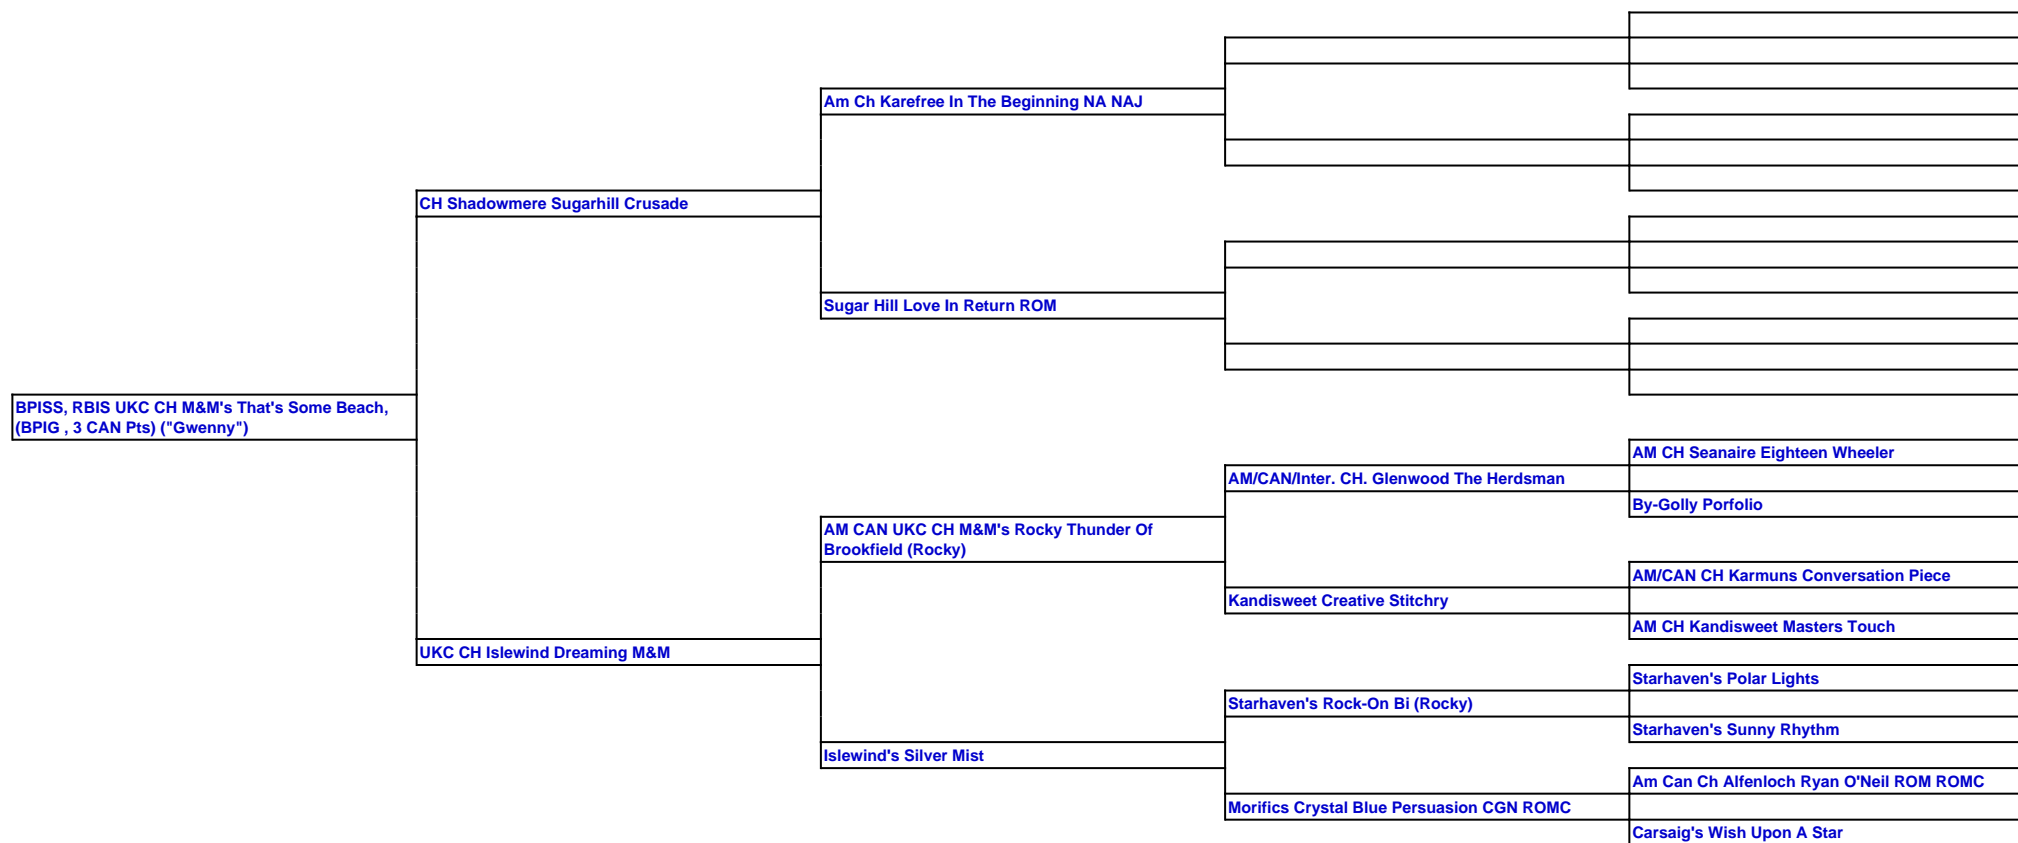 Am Ch Karefree In The Beginning NA NAJ
CH Shadowmere Sugarhill Crusade
Sugar Hill Love In Return ROM
BPISS, RBIS UKC CH M&M's That's Some Beach,
(BPIG , 3 CAN Pts) ("Gwenny")
AM CH Seanaire Eighteen Wheeler
AM/CAN/Inter. CH. Glenwood The Herdsman
By-Golly Porfolio
AM CAN UKC CH M&M's Rocky Thunder Of
Brookfield (Rocky)
AM/CAN CH Karmuns Conversation Piece
Kandisweet Creative Stitchry
AM CH Kandisweet Masters Touch
UKC CH Islewind Dreaming M&M
Starhaven's Polar Lights
Starhaven's Rock-On Bi (Rocky)
Starhaven's Sunny Rhythm
Islewind's Silver Mist
Am Can Ch Alfenloch Ryan O'Neil ROM ROMC
Morifics Crystal Blue Persuasion CGN ROMC
Carsaig's Wish Upon A Star